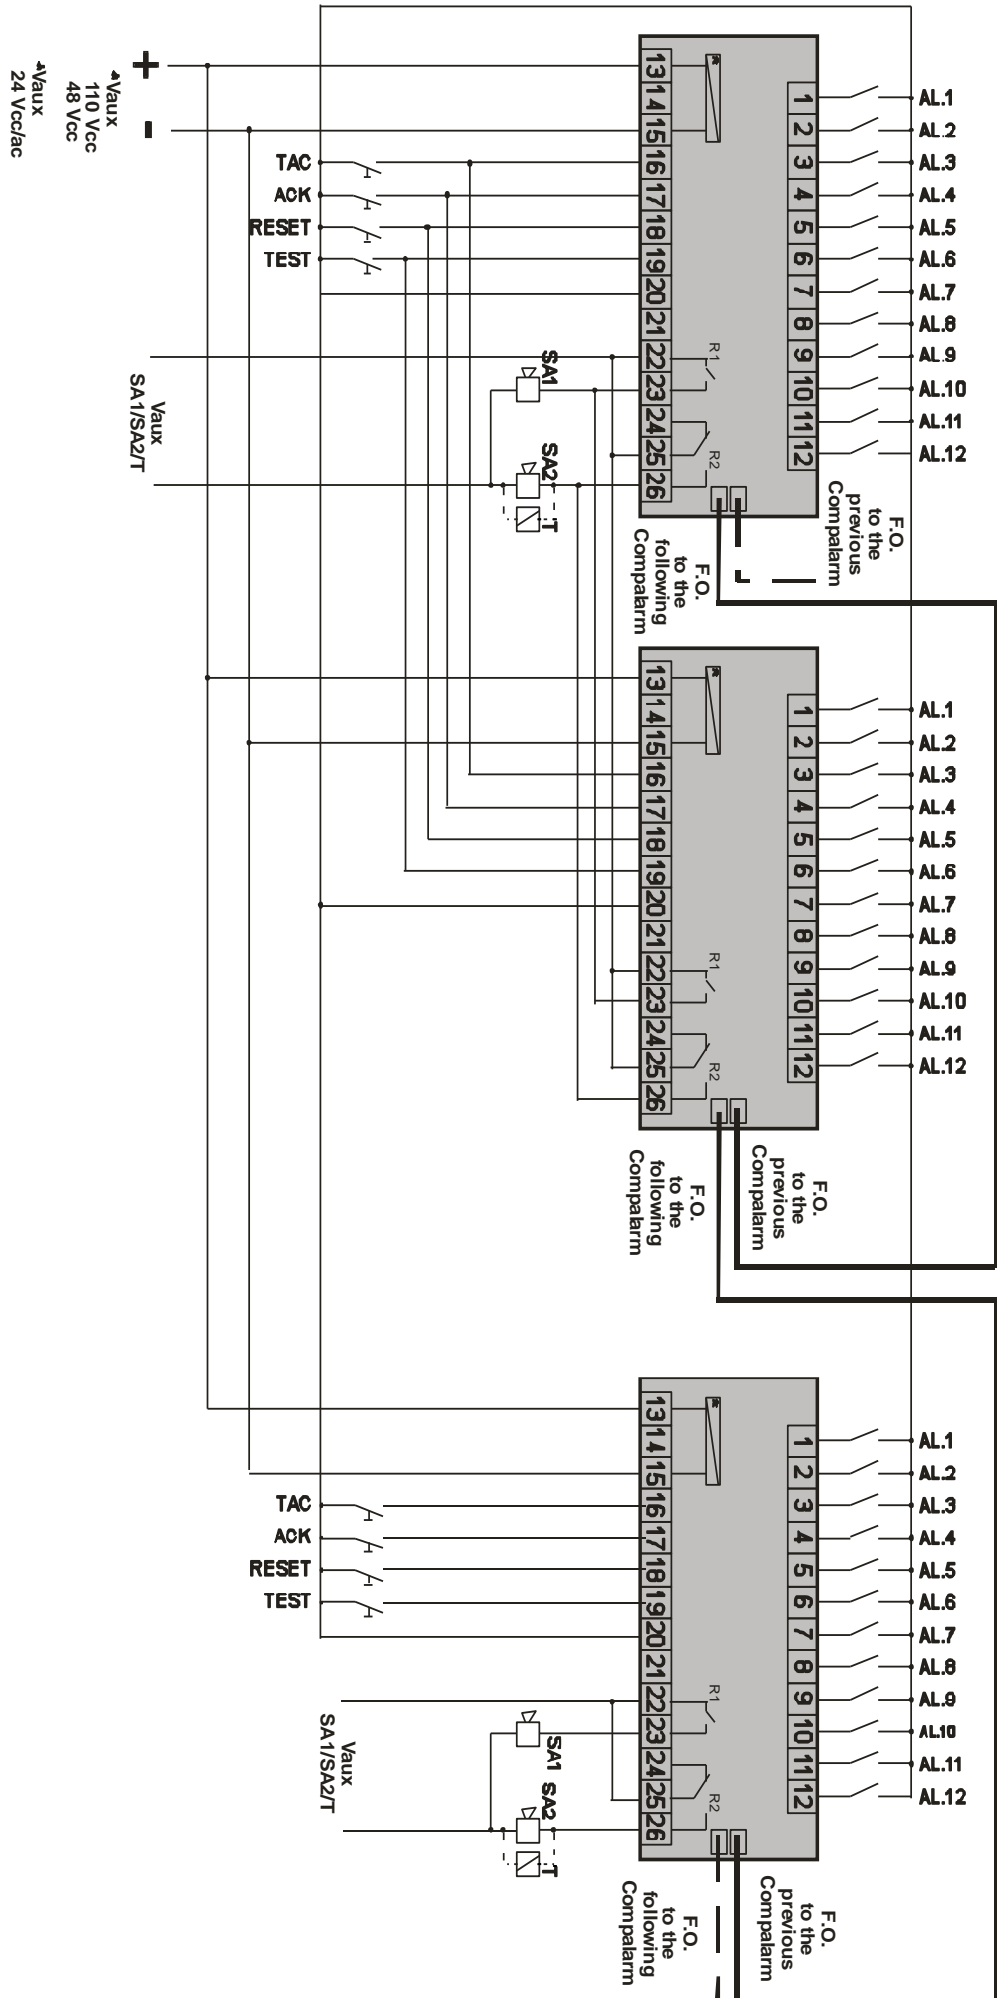 +
-
*Vaux
110 Vcc
48 Vcc
*Vaux
24 Vcc/ac
TAC
ACK
RESET
TEST
Vaux
SA1/SA2/T
SA1
SA2
T
13
14
15
16
17
18
19
20
21
22
23
24
25
26
R1
R2
1
2
3
4
5
6
7
8
9
10
11
12
AL.1
AL.2
AL.3
AL.4
AL.5
AL.6
AL.7
AL.8
AL.9
AL.10
AL.11
AL.12
F.O.
to the
previous
Compalarm
F.O.
to the
following
Compalarm
13
14
15
16
17
18
19
20
21
22
23
24
25
26
R1
R2
1
2
3
4
5
6
7
8
9
10
11
12
AL.1
AL.2
AL.3
AL.4
AL.5
AL.6
AL.7
AL.8
AL.9
AL.10
AL.11
AL.12
F.O.
to the
previous
Compalarm
F.O.
to the
following
Compalarm
TAC
ACK
RESET
TEST
Vaux
SA1/SA2/T
SA1
SA2
T
13
14
15
16
17
18
19
20
21
22
23
24
25
26
R1
R2
1
2
3
4
5
6
7
8
9
10
11
12
AL.1
AL.2
AL.3
AL.4
AL.5
AL.6
AL.7
AL.8
AL.9
AL.10
AL.11
AL.12
F.O.
to the
previous
Compalarm
F.O.
to the
following
Compalarm